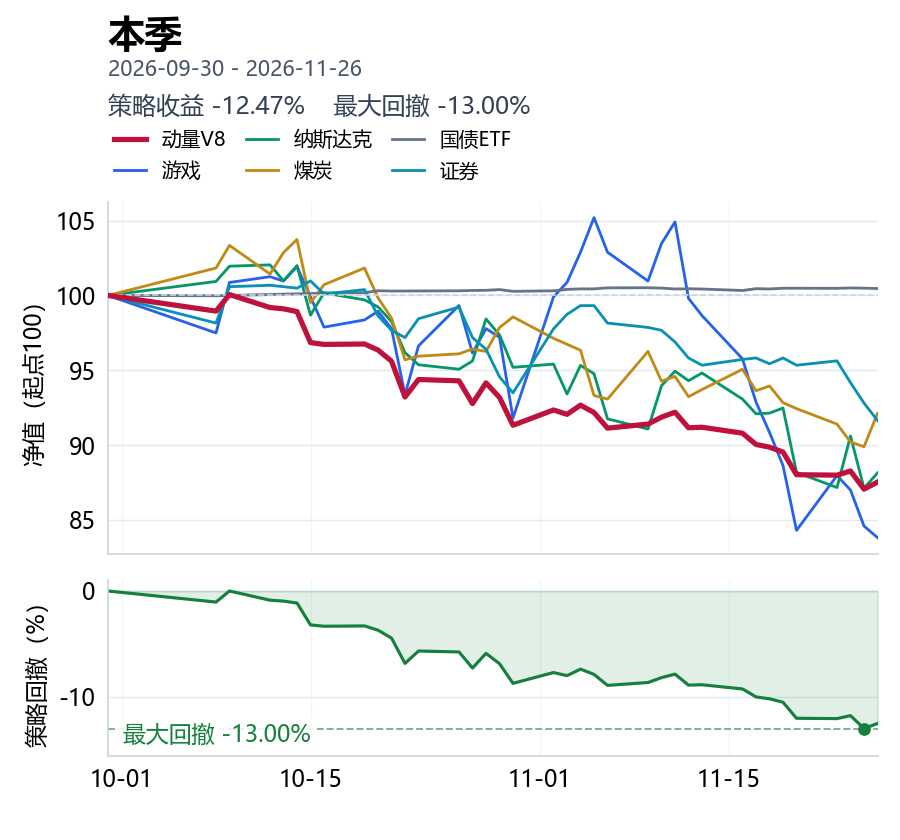 本季
2026-09-30 - 2026-11-26
策略收益 -12.47% 最大回撤 -13.00%
动量V8 纳斯达克 国债ETF
游戏 煤炭 证券
净值（起点100）
105
100
95
90
85
策略回撤（%）
0
-10
最大回撤 -13.00%
10-01 10-15 11-01 11-15